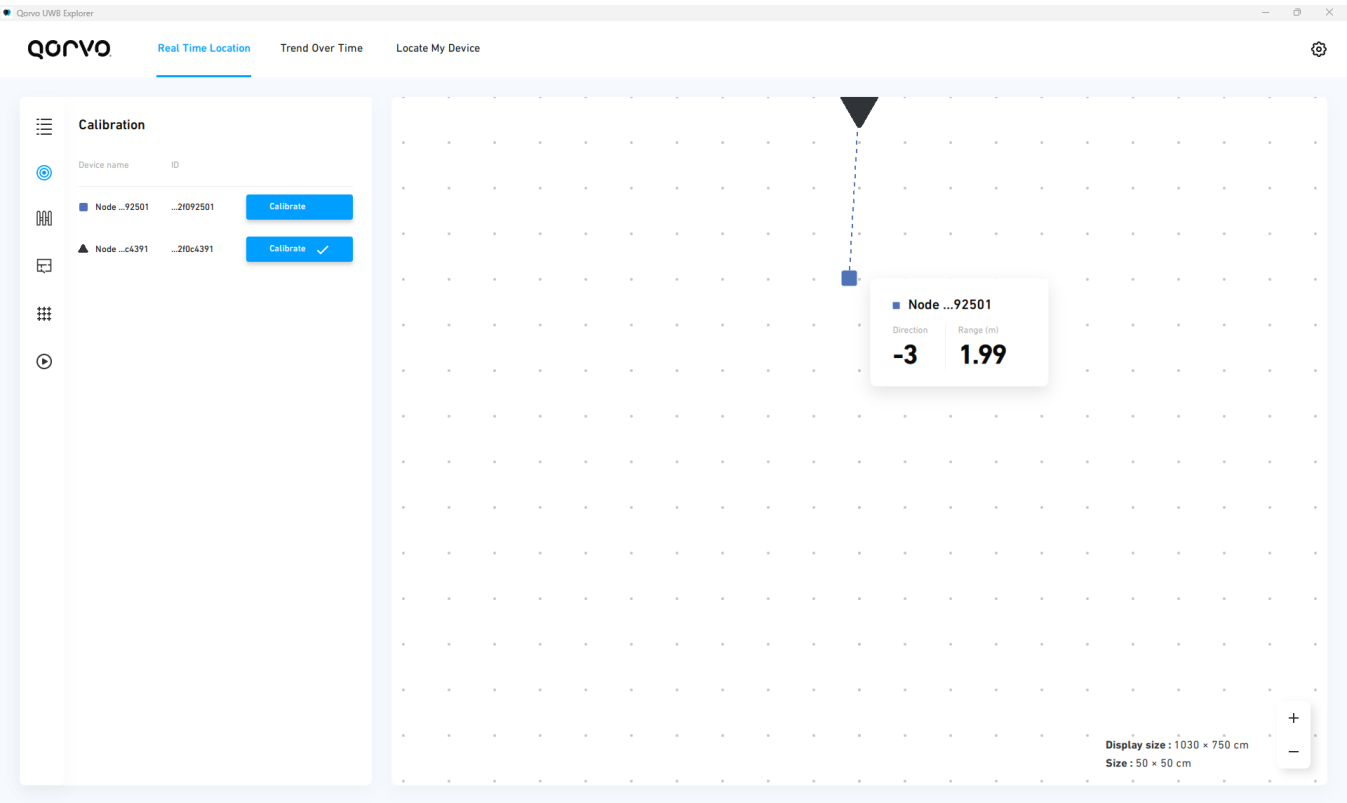 Qorvo UWB Explorer
QORVO
Real Time Location
Trend Over Time
Locate My Device
Calibration
Device name
ID
Node ...92501
...2f092501
Calibrate
Node ...c4391
...2f0c4391
Calibrate
Node ...92501
Direction
Range (m)
-3
1.99
Display size : 1030 × 750 cm
Size : 50 × 50 cm